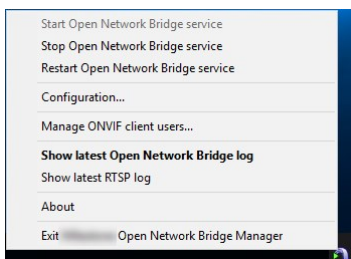 Start Open Network Bridge service
Stop Open Network Bridge service
Restart Open Network Bridge service
Configuration...
Manage ONVIF client users...
Show latest Open Network Bridge log
Show latest RTSP log
About
Exit Open Network Bridge Manager